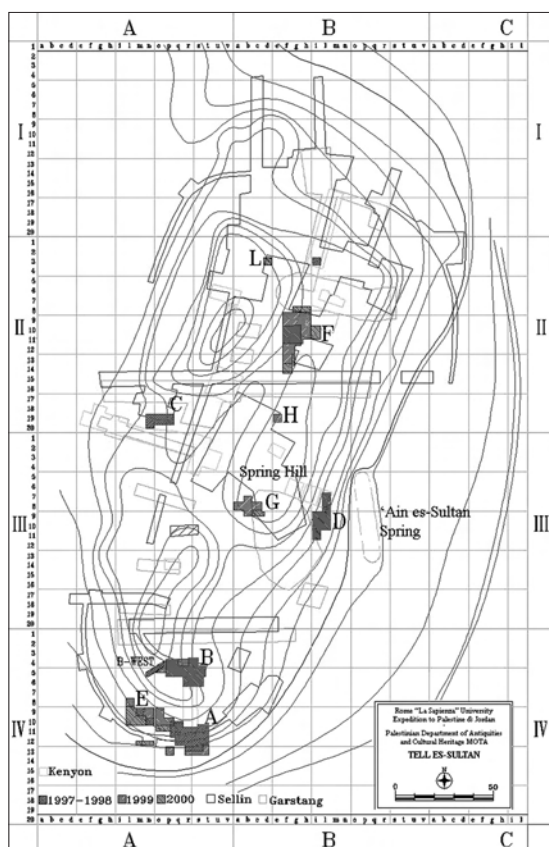 A B C
a b c d e f g h i l m n o p q r s t u v a b c d e f g h i l m n o p q r s t u v a b c d e f g h i l
I I
II II
III III
IV IV
L
F
C
H
Spring Hill
G
D
'Ain es-Sultan
Spring
B
B-WEST
E
A
Rome "La Sapienza" University
Expedition to Palestine & Jordan
Palestinian Department of Antiquities
and Cultural Heritage MOTA
TELL ES-SULTAN
N
0 50
Kenyon
1997-1998 1999 2000 Sellin Garstang
A B C